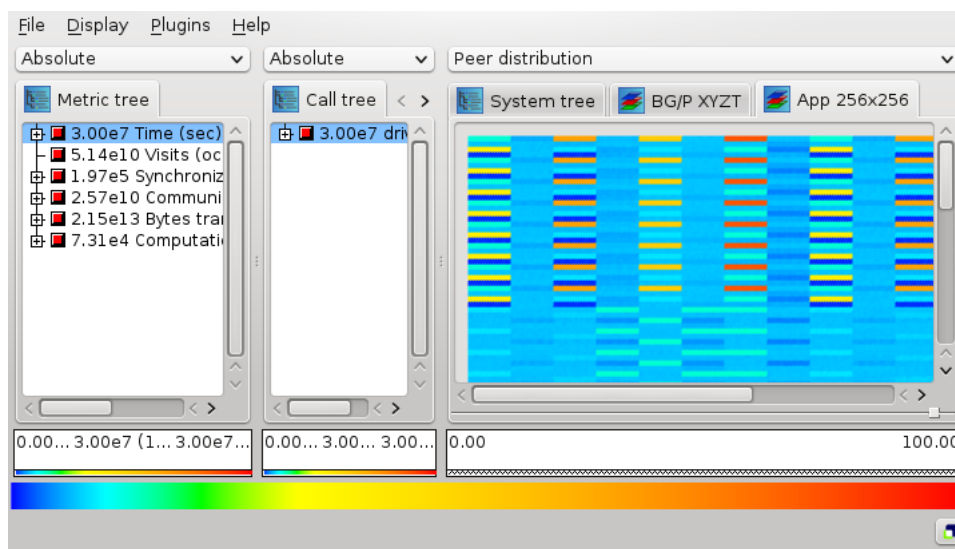 File Display Plugins Help
Absolute Absolute Peer distribution
Metric tree Call tree System tree BG/P XYZT App 256x256
3.00e7 Time (sec) 3.00e7
5.14e10 Visits (oc
1.97e5 Synchroniz
2.57e10 Communi
2.15e13 Bytes tra
7.31e4 Computati
0.00... 3.00e7 (1... 3.00e7... 0.00... 3.00... 3.00... 0.00 100.00